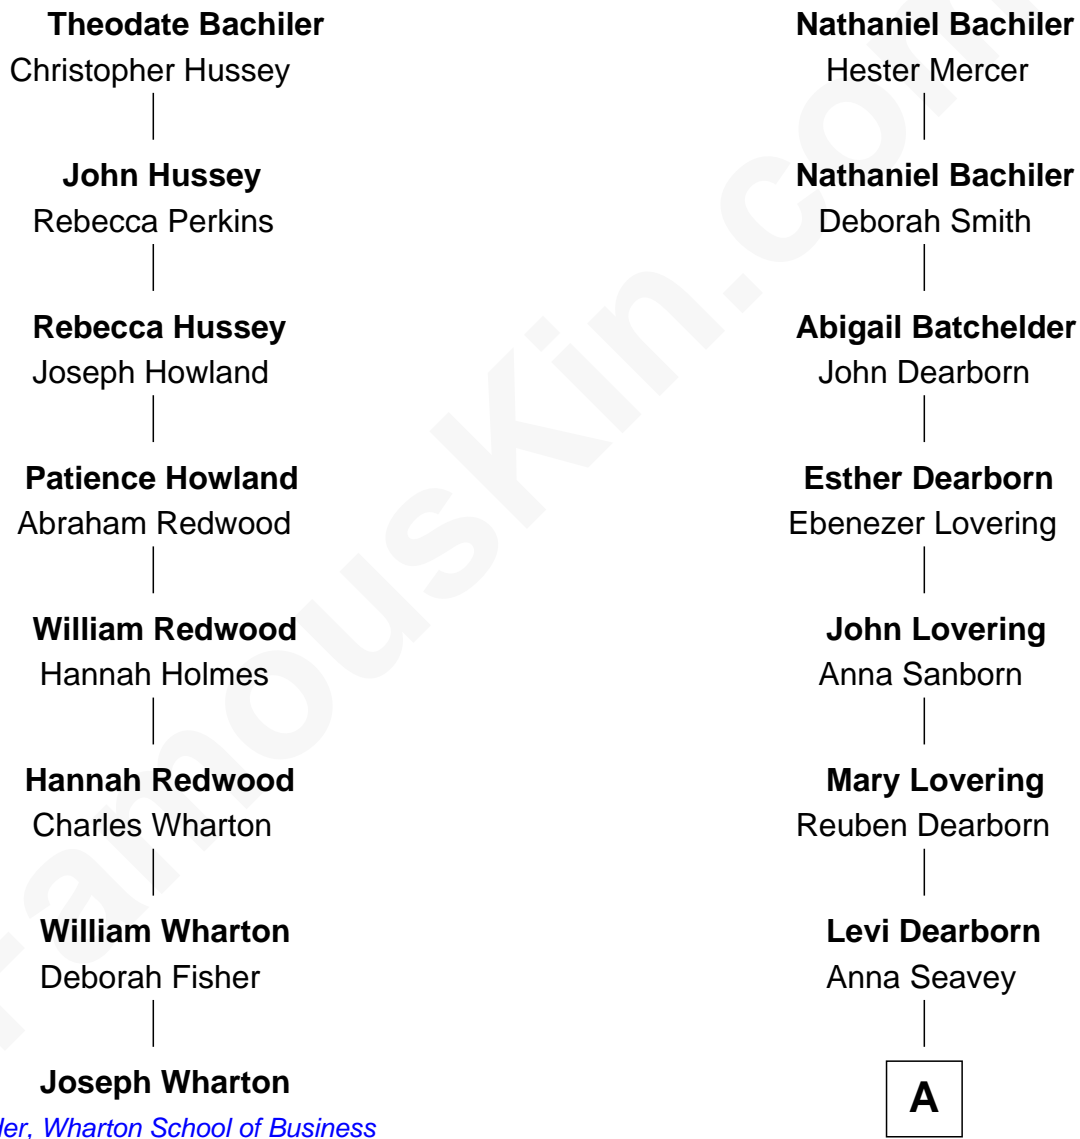 Theodate Bachiler
Christopher Hussey
John Hussey
Rebecca Perkins
Rebecca Hussey
Joseph Howland
Patience Howland
Abraham Redwood
William Redwood
Hannah Holmes
Hannah Redwood
Charles Wharton
William Wharton
Deborah Fisher
Joseph Wharton
Wharton School of Business
Nathaniel Bachiler
Hester Mercer
Nathaniel Bachiler
Deborah Smith
Abigail Batchelder
John Dearborn
Esther Dearborn
Ebenezer Lovering
John Lovering
Anna Sanborn
Mary Lovering
Reuben Dearborn
Levi Dearborn
Anna Seavey
A
FamousKin.com